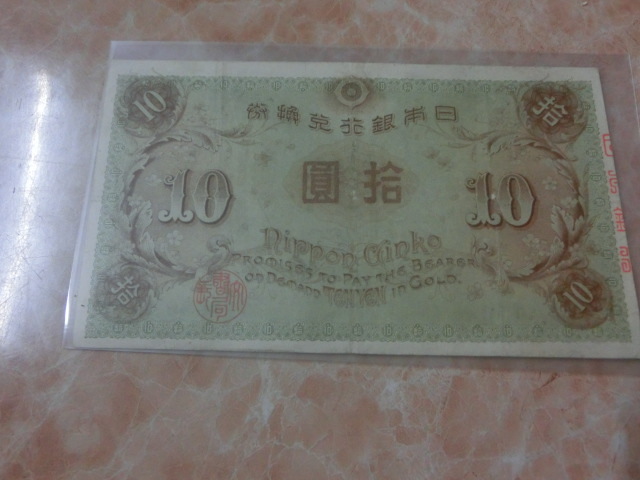 10 拾
日本銀行兌換券
10 拾圓 10
Nippon Ginko
PROMISES TO PAY THE BEARER
ON DEMAND TEN YEN IN GOLD.
拾 10